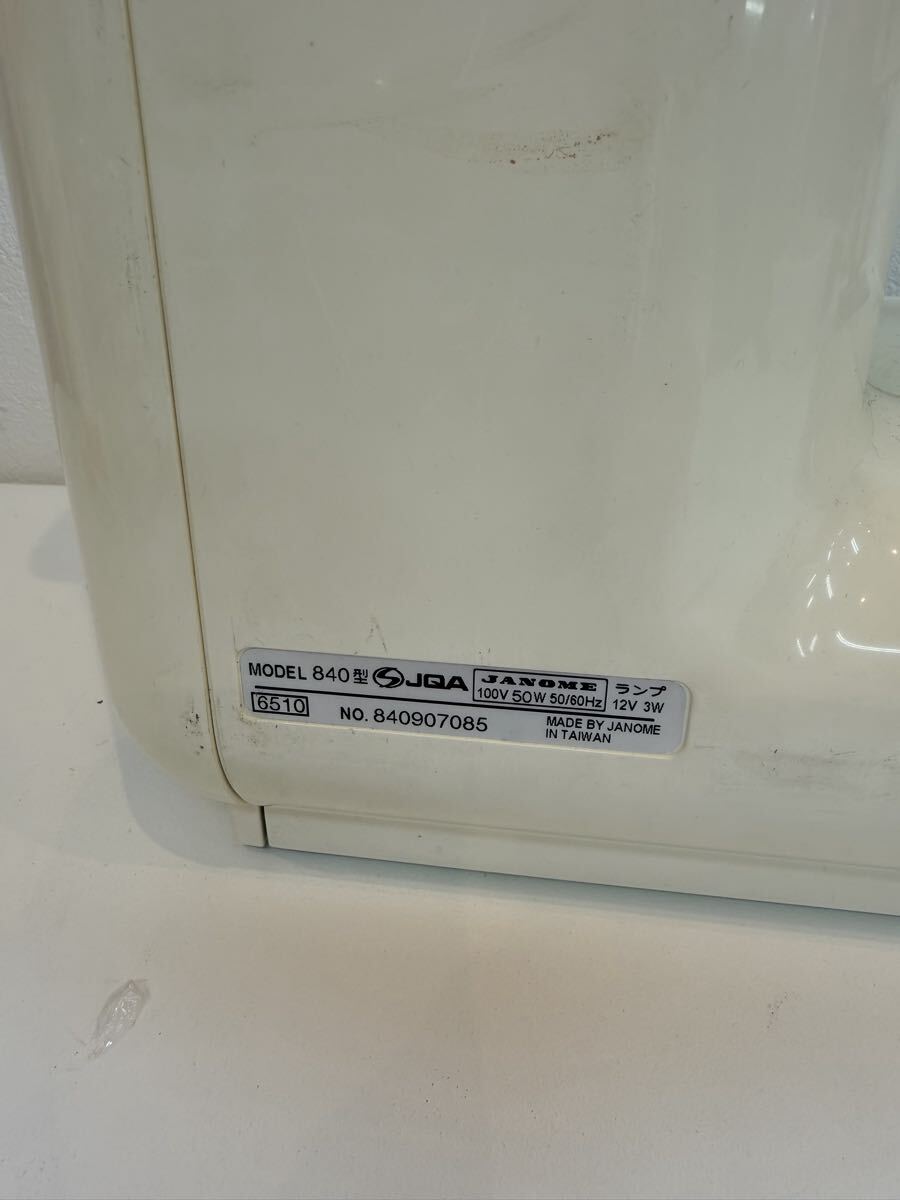 MODEL 840型 JQA JANOME ランプ
100V 50W 50/60Hz 12V 3W
6510 NO. 840907085 MADE BY JANOME
IN TAIWAN